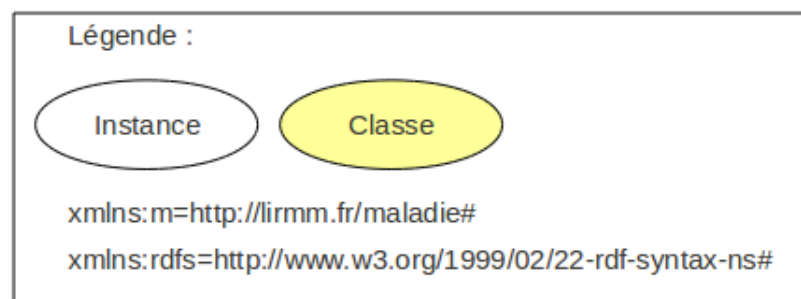 Légende :
Instance Classe
xmlns:m=http://lirmm.fr/maladie#
xmlns:rdfs=http://www.w3.org/1999/02/22-rdf-syntax-ns#